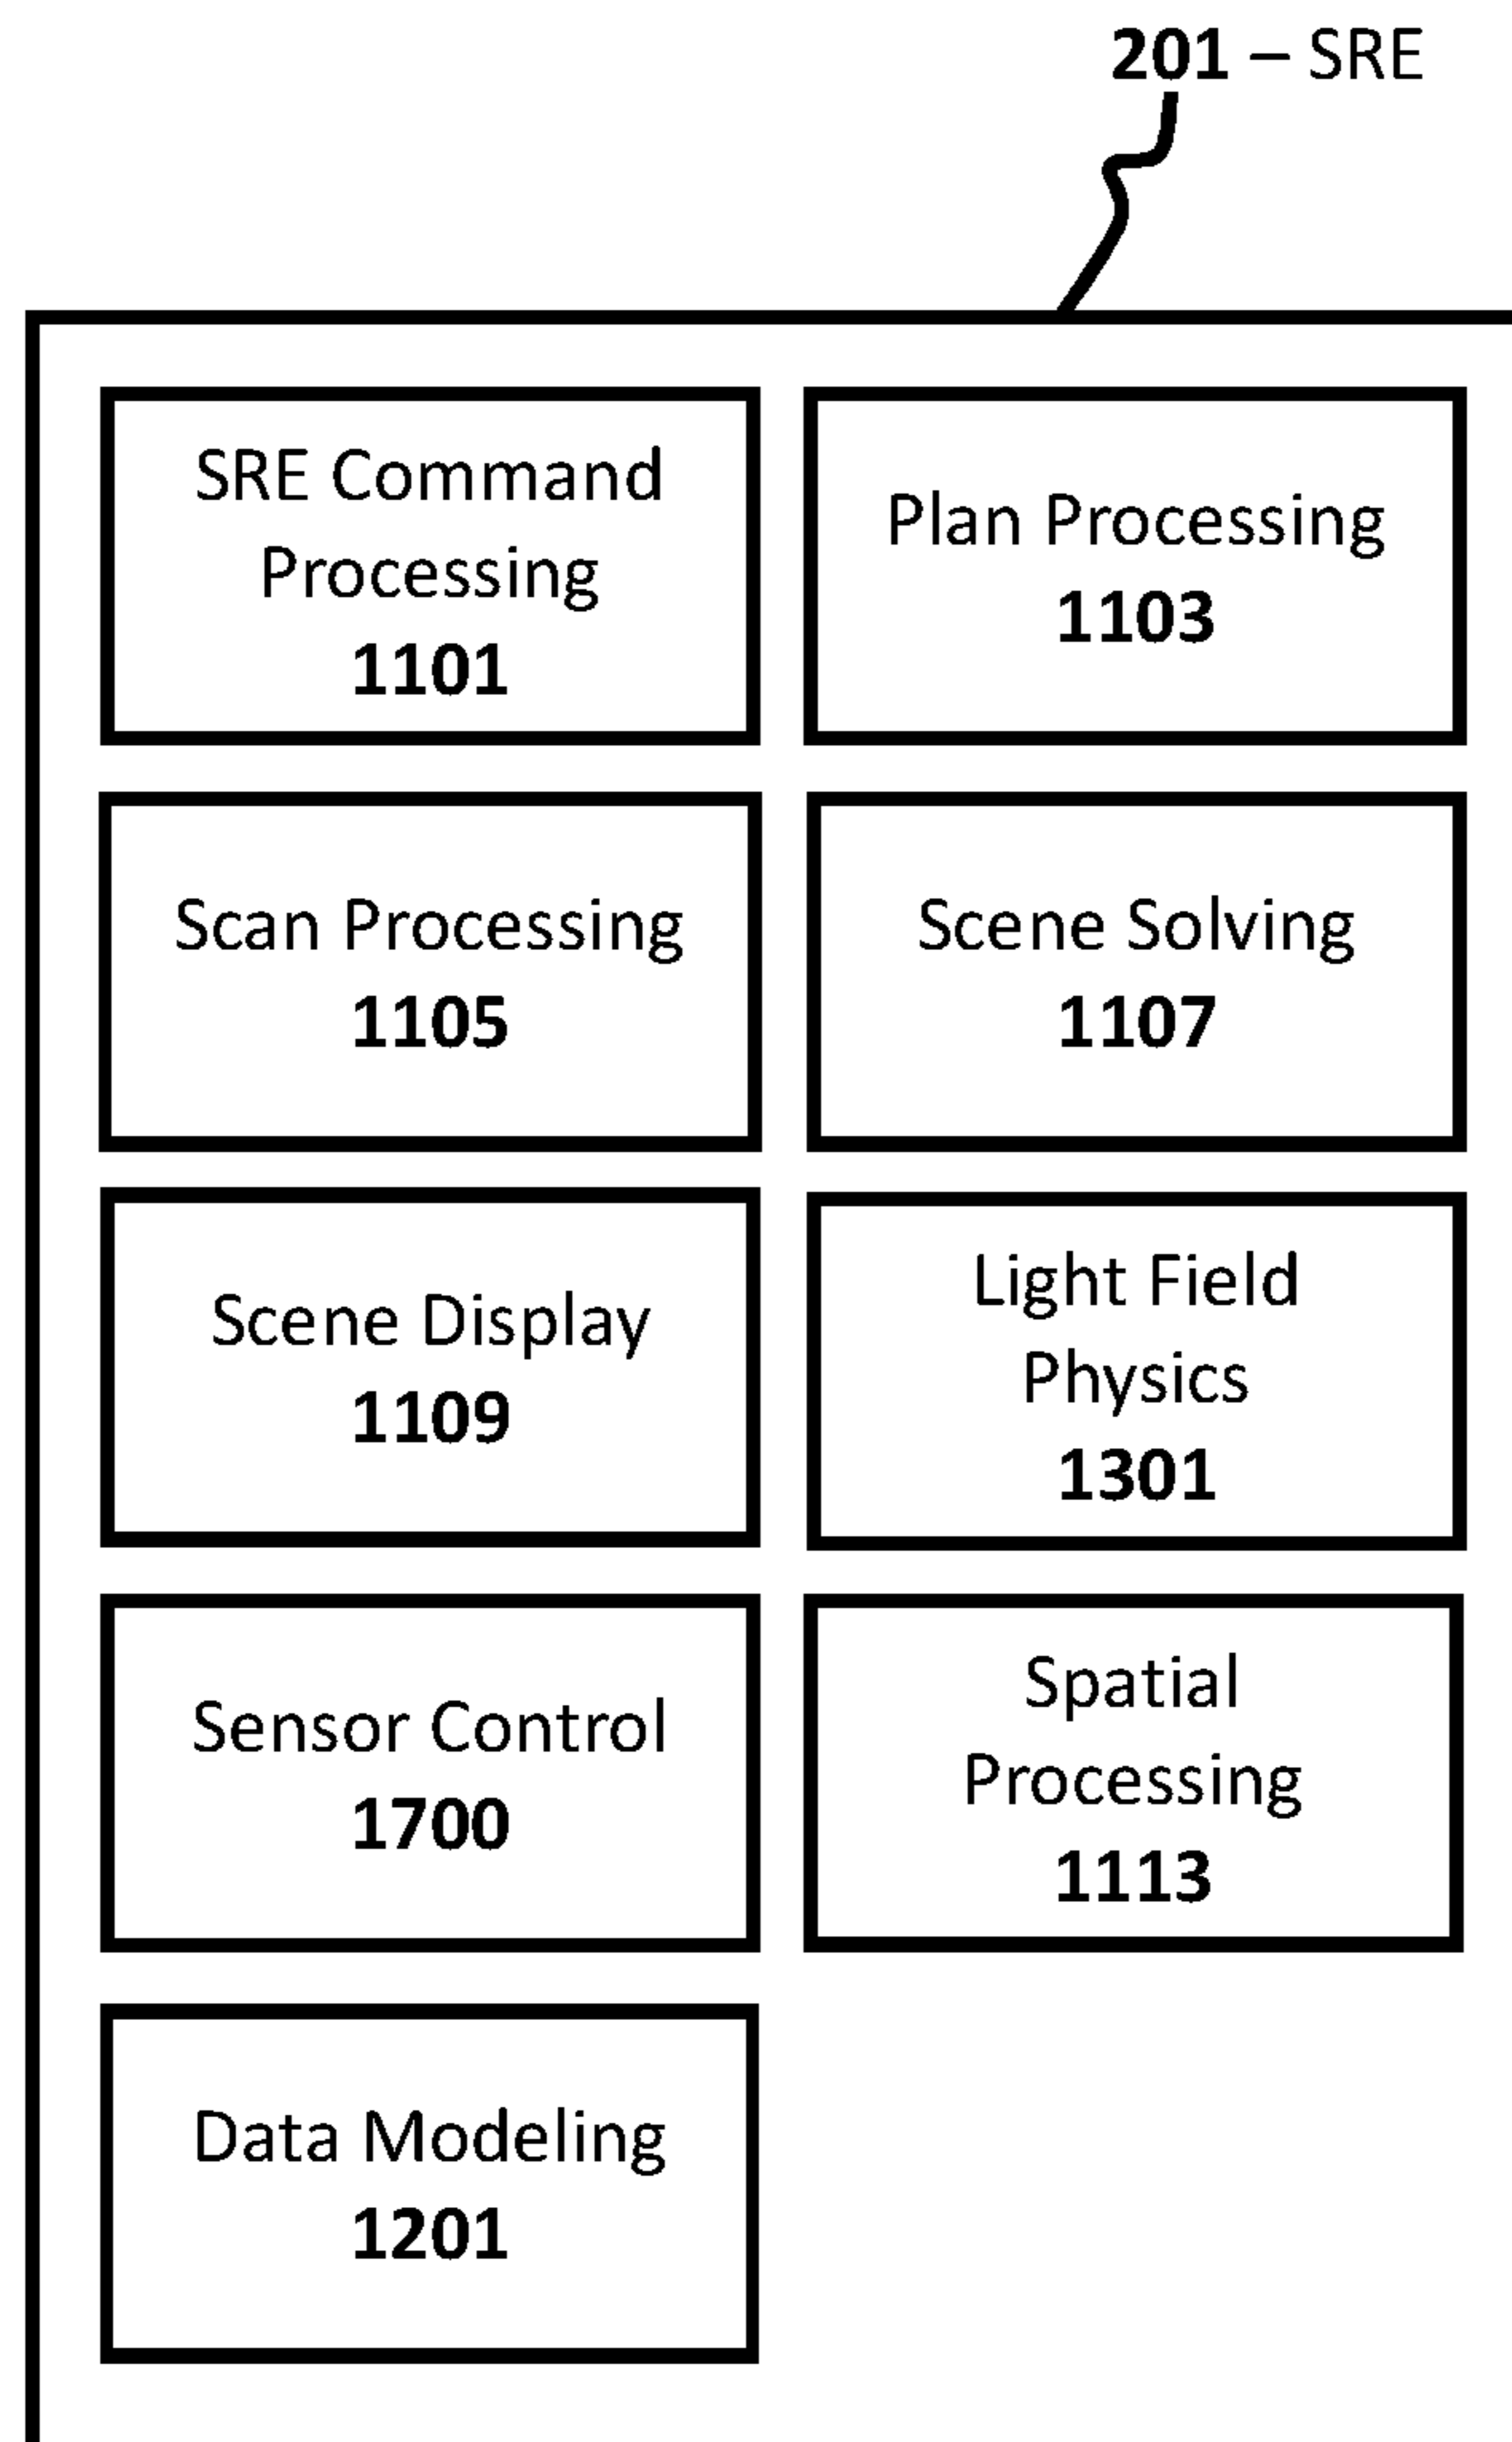 201 – SRE
SRE Command
Processing
1101
Plan Processing
1103
Scan Processing
1105
Scene Solving
1107
Scene Display
1109
Light Field
Physics
1301
Sensor Control
1700
Spatial
Processing
1113
Data Modeling
1201